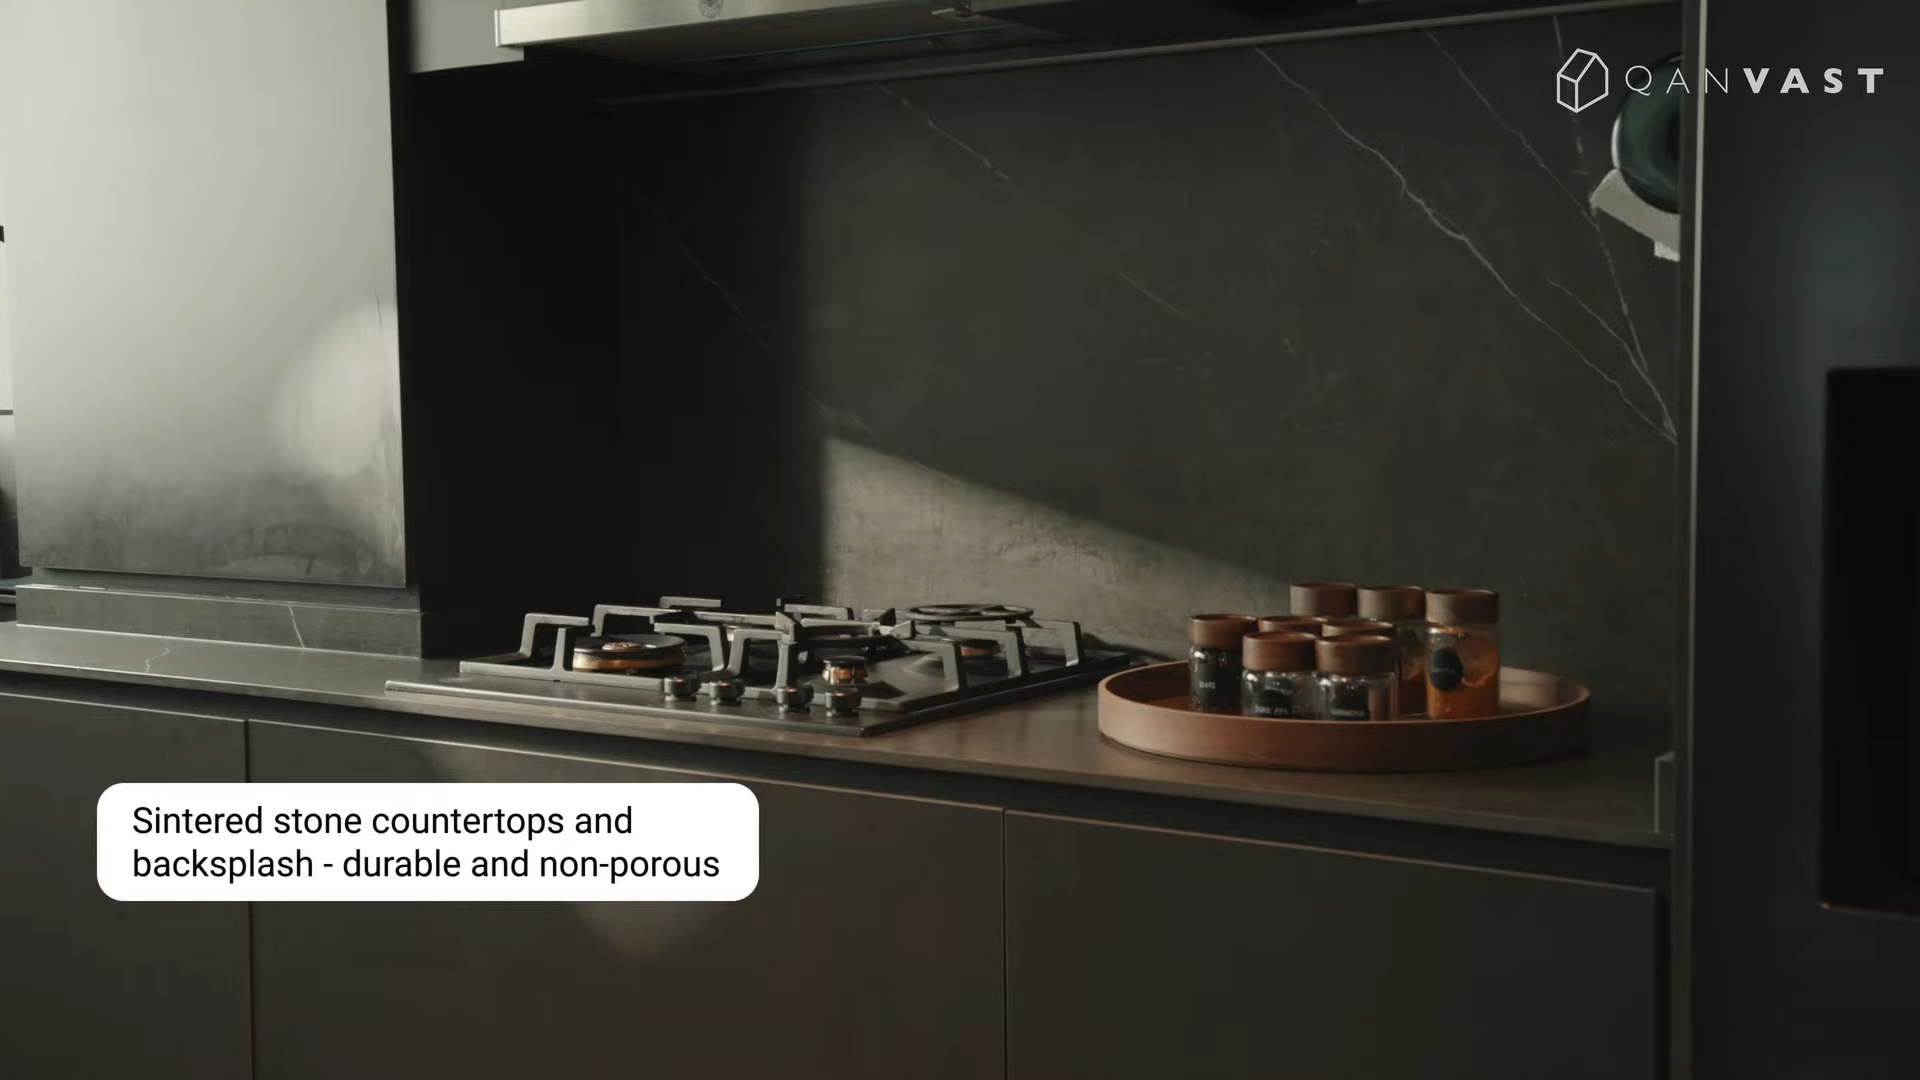 QANVAST
Sintered stone countertops and
backsplash - durable and non-porous